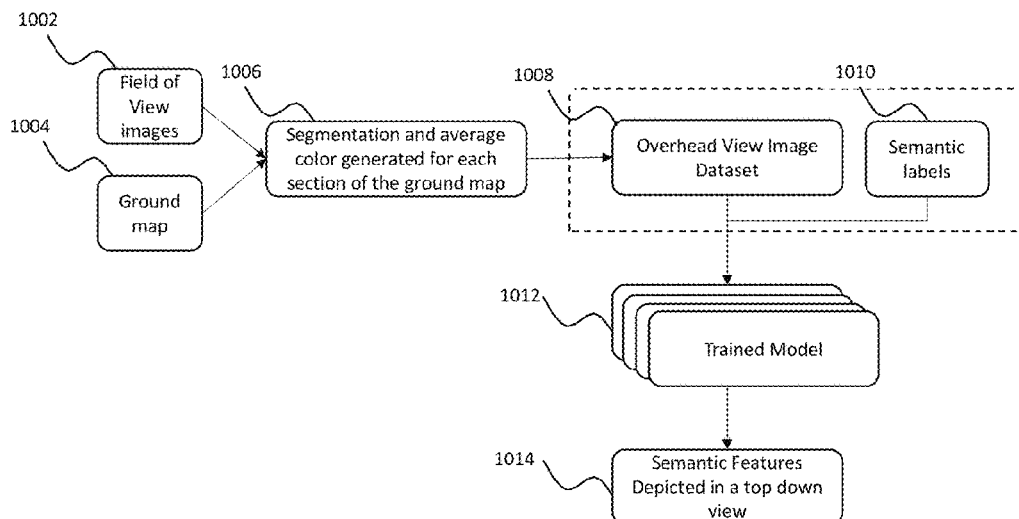 1002
Field of
View
images
1004
Ground
map
1006
Segmentation and average
color generated for each
section of the ground map
1008
Overhead View Image
Dataset
1010
Semantic
labels
1012
Trained Model
1014
Semantic Features
Depicted in a top down
view